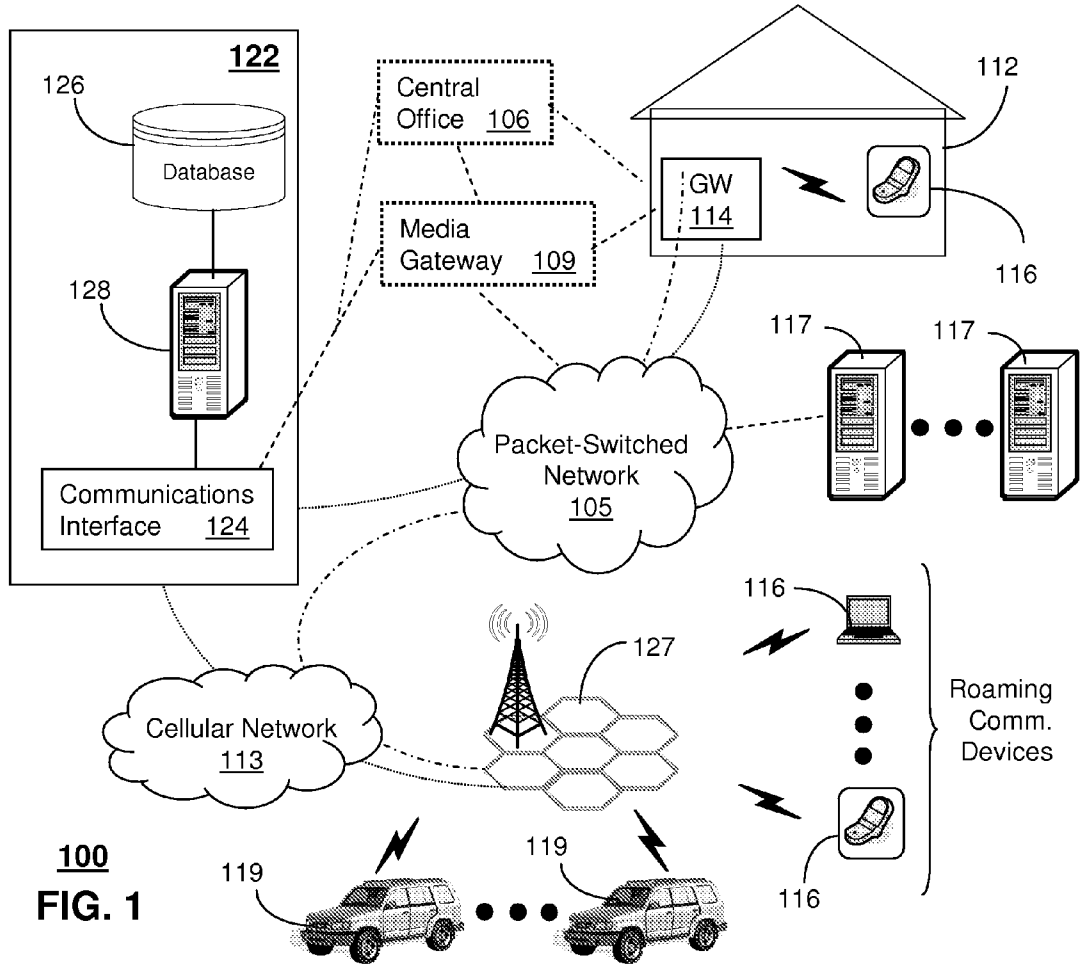 122
126
Database
128
Communications
Interface 124
Central
Office 106
Media
Gateway 109
112
GW
114
116
117
117
Packet-Switched
Network
105
116
127
Roaming
Comm.
Devices
Cellular Network
113
116
119
119
100
FIG. 1